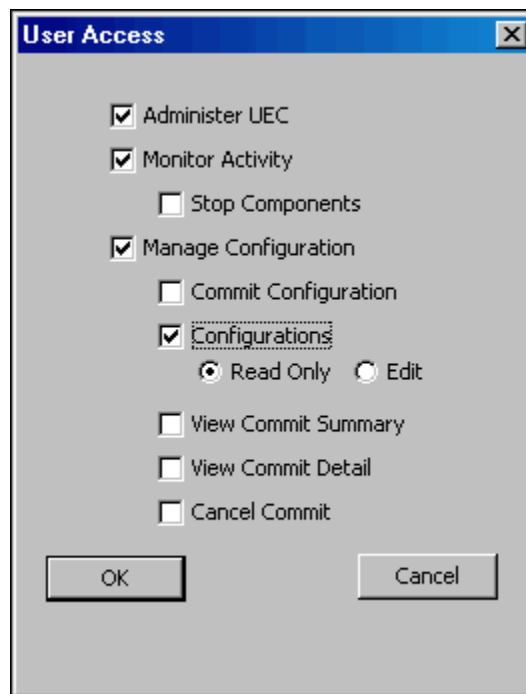 User Access
Administer UEC
Monitor Activity
Stop Components
Manage Configuration
Commit Configuration
Configurations
Read Only Edit
View Commit Summary
View Commit Detail
Cancel Commit
OK Cancel